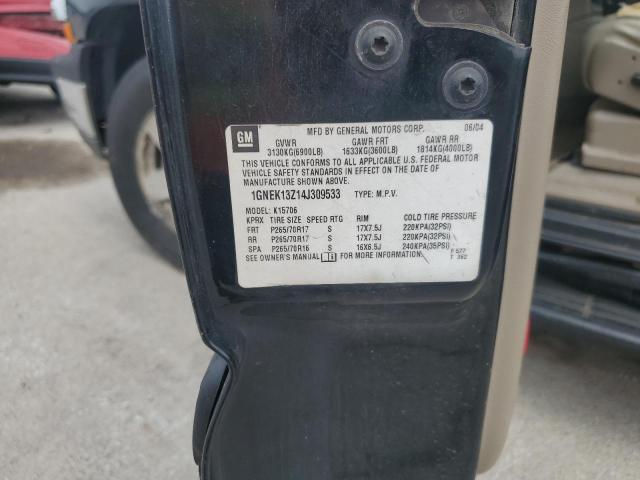 GM
MFD BY GENERAL MOTORS CORP. 06/04
GVWR GAWR FRT GAWR RR
3130KG(6900LB) 1633KG(3600LB) 1814KG(4000LB)
THIS VEHICLE CONFORMS TO ALL APPLICABLE U.S. FEDERAL MOTOR
VEHICLE SAFETY STANDARDS IN EFFECT ON THE DATE OF
MANUFACTURE SHOWN ABOVE.
1GNEK13Z14J309533 TYPE: M.P.V.
MODEL: K15706
KPRX TIRE SIZE SPEED RTG RIM COLD TIRE PRESSURE
FRT P265/70R17 S 17X7.5J 220KPA(32PSI)
RR P265/70R17 S 17X7.5J 220KPA(32PSI)
SPA P265/70R16 S 16X6.5J 240KPA(35PSI)
SEE OWNER'S MANUAL FOR MORE INFORMATION.
F 577
T 392